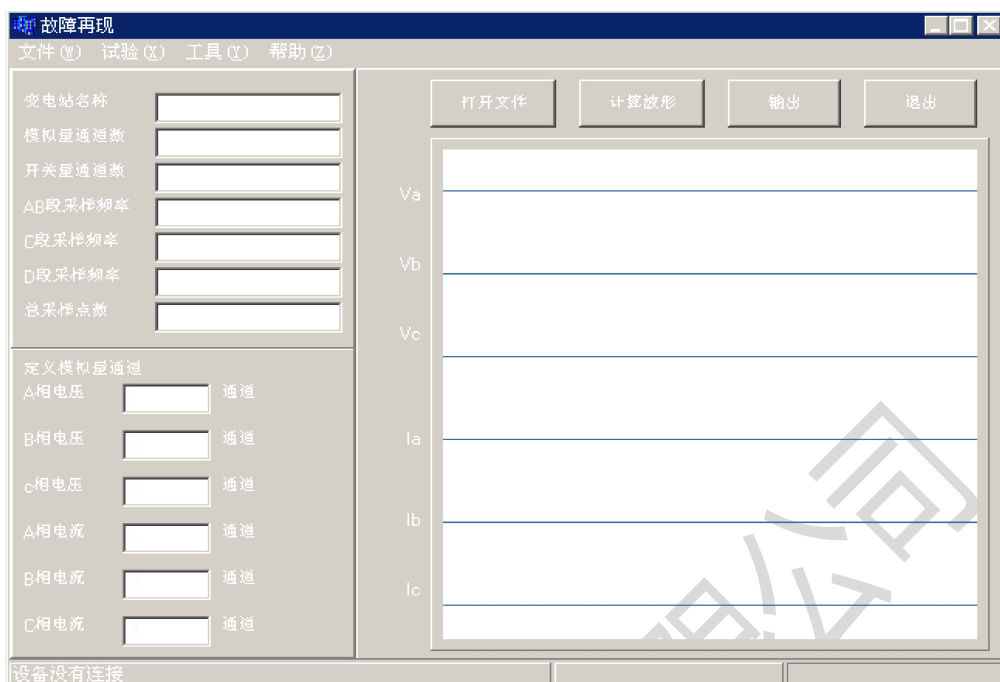 故障再现
文件(W) 试验(X) 工具(Y) 帮助(Z)
变电站名称
模拟量通道数
开关量通道数
AB段采样频率
C段采样频率
D段采样频率
总采样点数
定义模拟量通道
A相电压 通道
B相电压 通道
c相电压 通道
A相电流 通道
B相电流 通道
C相电流 通道
打开文件 计算波形 输出 退出
Va
Vb
Vc
Ia
Ib
Ic
限公司
设备没有连接